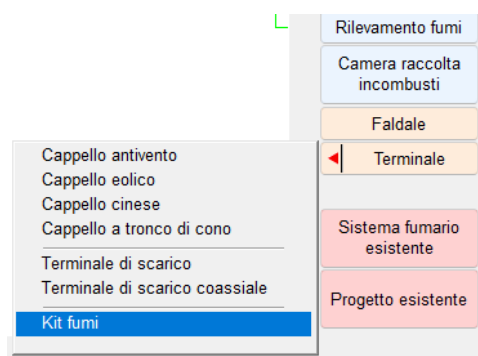 Rilevamento fumi
Camera raccolta
incombusti
Faldale
Terminale
Cappello antivento
Cappello eolico
Cappello cinese
Cappello a tronco di cono
Terminale di scarico
Terminale di scarico coassiale
Kit fumi
Sistema fumario
esistente
Progetto esistente